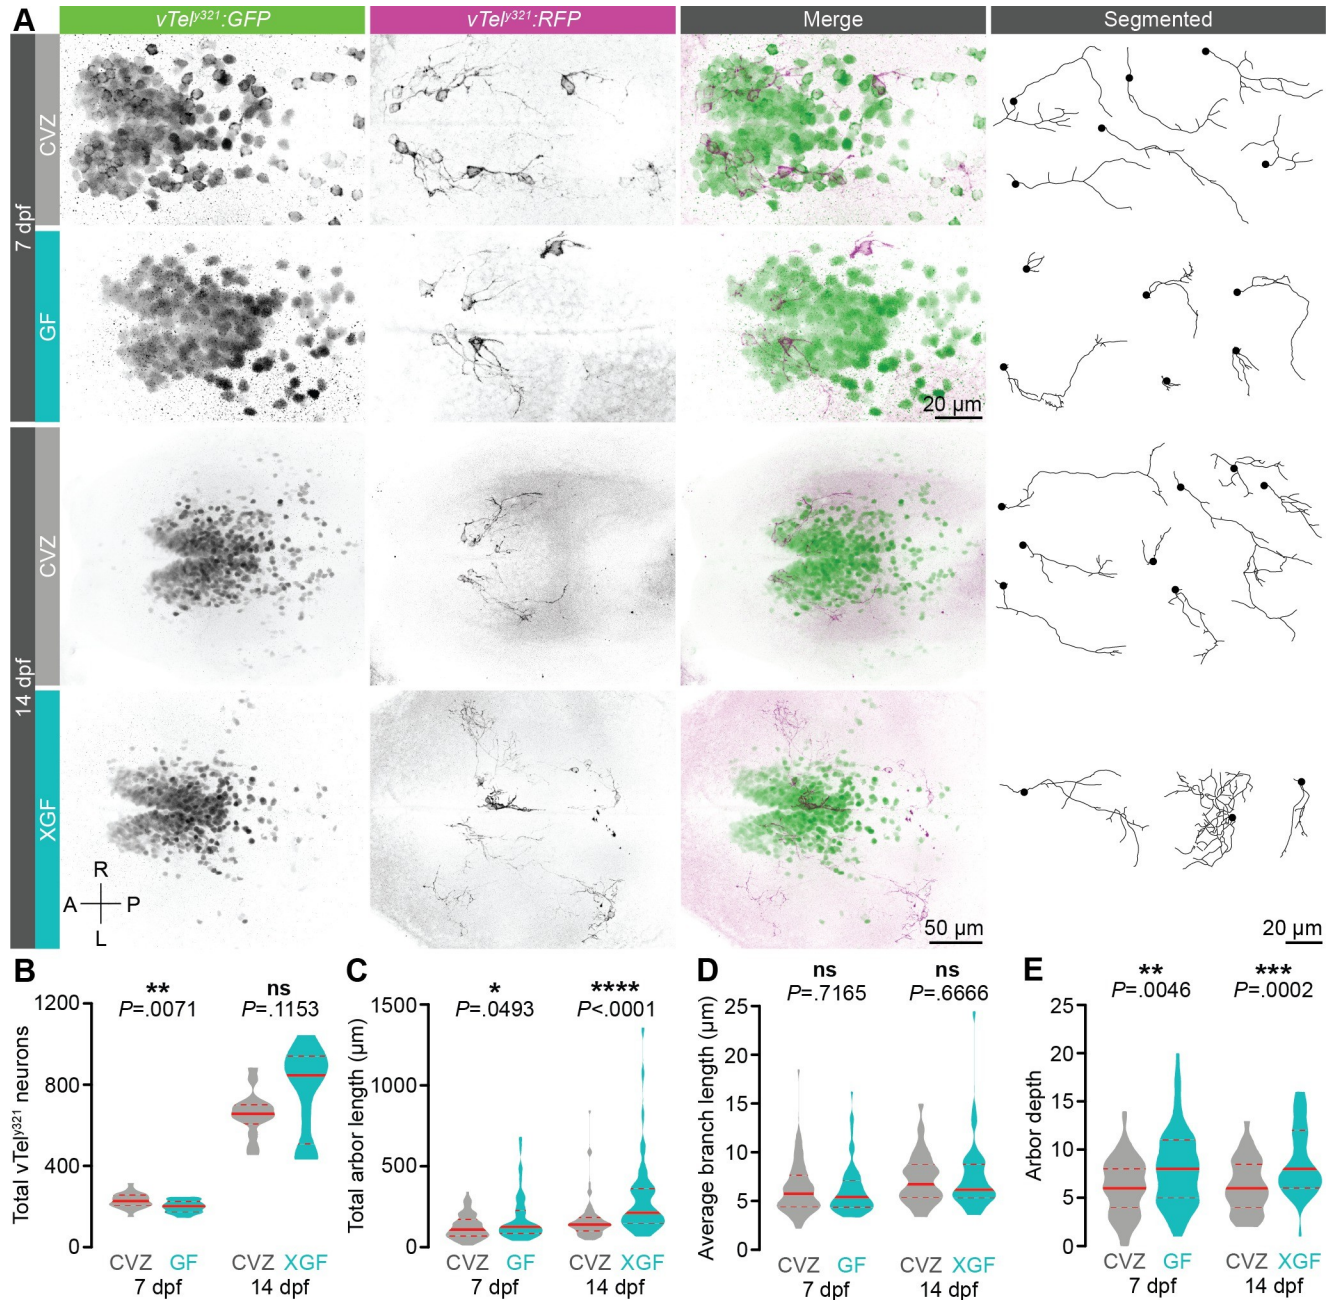 A
vTel^y321:GFP
vTel^y321:RFP
Merge
Segmented
7 dpf
CVZ
GF
20 µm
14 dpf
CVZ
XGF
R
A P
L
50 µm
20 µm
B
**
P=.0071
ns
P=.1153
Total vTel^y321 neurons
1200
800
400
0
CVZ GF CVZ XGF
7 dpf 14 dpf
C
*
P=.0493
****
P<.0001
Total arbor length (µm)
1500
1000
500
0
CVZ GF CVZ XGF
7 dpf 14 dpf
D
ns
P=.7165
ns
P=.6666
Average branch length (µm)
25
20
15
10
5
0
CVZ GF CVZ XGF
7 dpf 14 dpf
E
**
P=.0046
***
P=.0002
Arbor depth
25
20
15
10
5
0
CVZ GF CVZ XGF
7 dpf 14 dpf